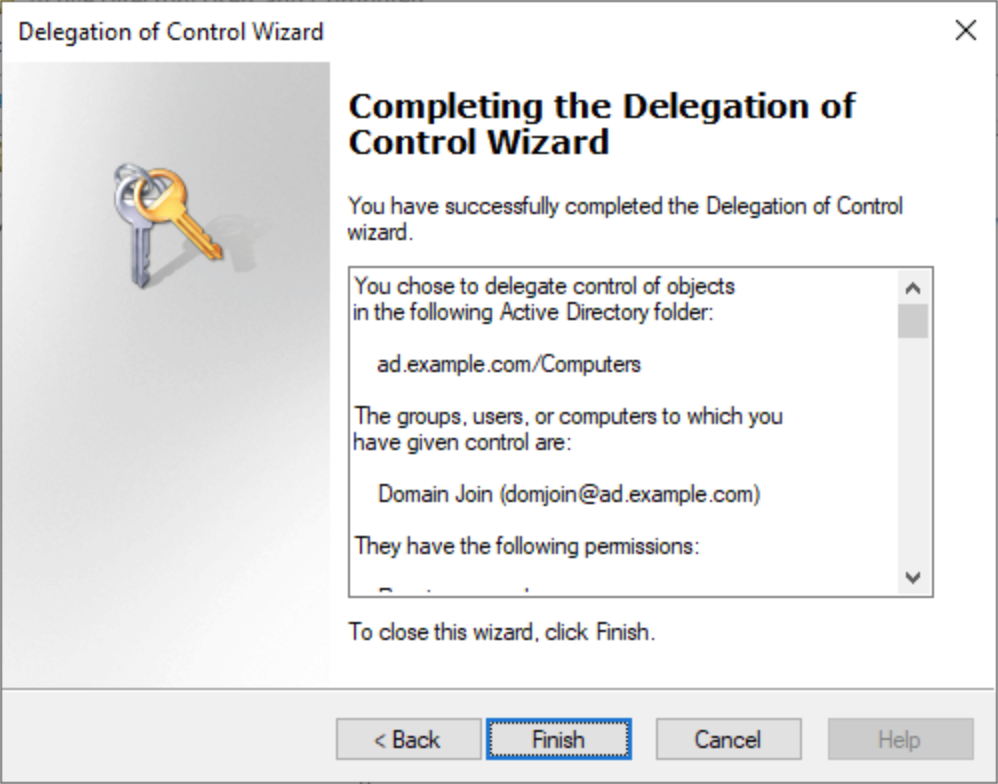 Delegation of Control Wizard
Completing the Delegation of
Control Wizard
You have successfully completed the Delegation of Control
wizard.
You chose to delegate control of objects
in the following Active Directory folder:
ad.example.com/Computers
The groups, users, or computers to which you
have given control are:
Domain Join (domjoin@ad.example.com)
They have the following permissions:
To close this wizard, click Finish.
< Back
Finish
Cancel
Help